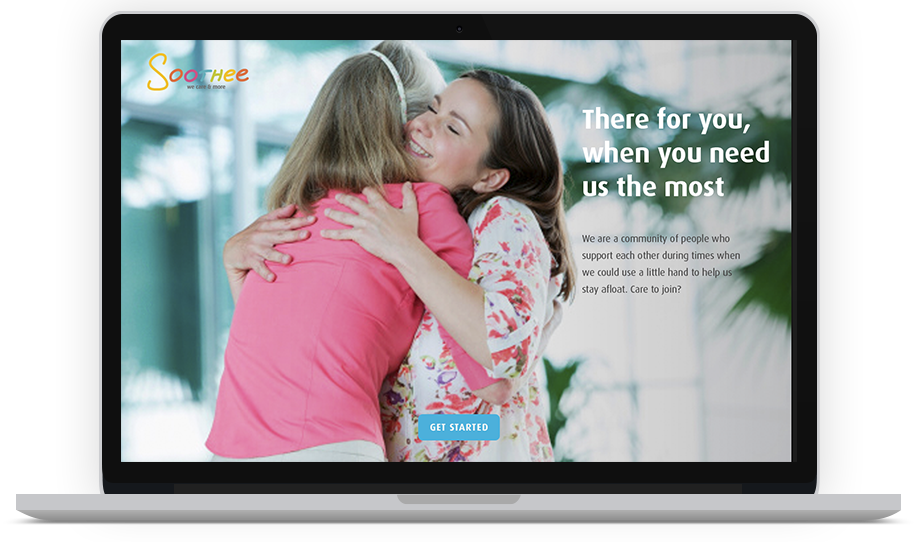 SOOTHEE
we care & more
There for you,
when you need
us the most
We are a community of people who
support each other during times when
we could use a little hand to help us
stay afloat. Care to join?
GET STARTED